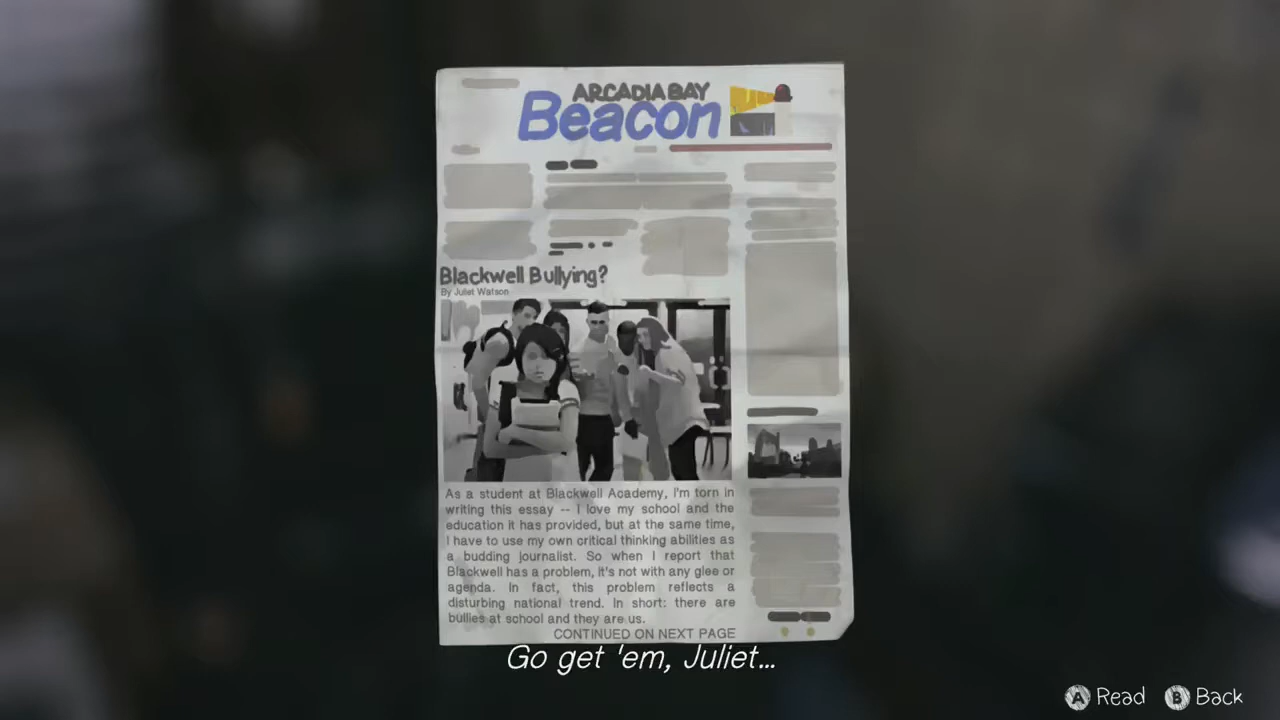 ARCADIA BAY
Beacon
Blackwell Bullying?
By Juliet Watson
As a student at Blackwell Academy, I'm torn in
writing this essay -- I love my school and the
education it has provided, but at the same time,
I have to use my own critical thinking abilities as
a budding journalist. So when I report that
Blackwell has a problem, it's not with any glee or
agenda. In fact, this problem reflects a
disturbing national trend. In short: there are
bullies at school and they are us.
CONTINUED ON NEXT PAGE
Go get 'em, Juliet...
A Read B Back